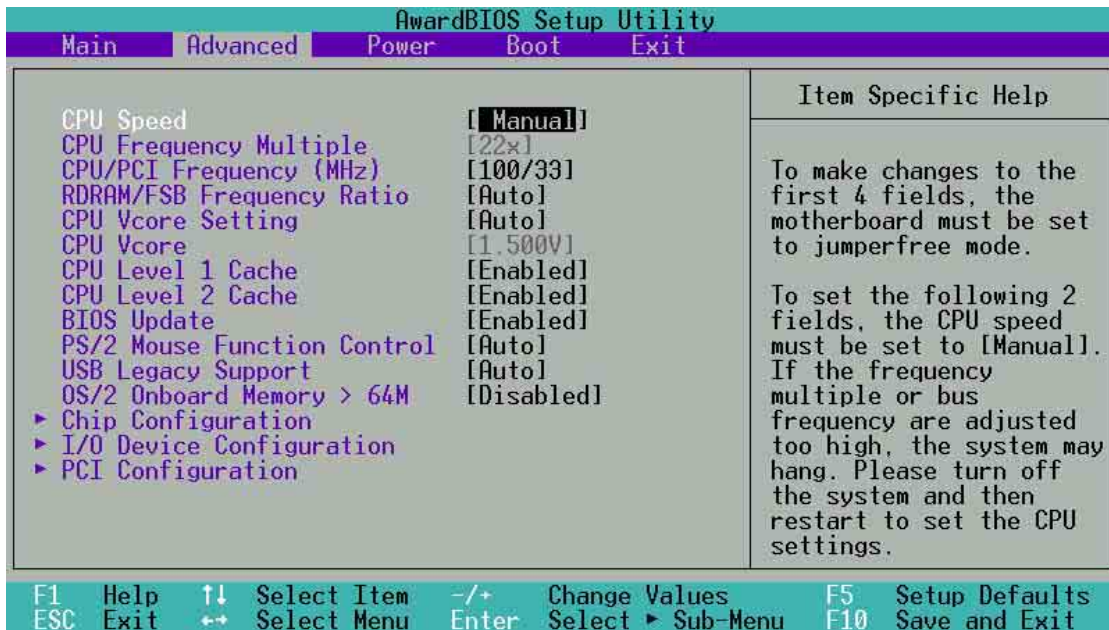 AwardBIOS Setup Utility
Main Advanced Power Boot Exit
CPU Speed [ Manual]
CPU Frequency Multiple [22x]
CPU/PCI Frequency (MHz) [100/33]
RDRAM/FSB Frequency Ratio [Auto]
CPU Vcore Setting [Auto]
CPU Vcore [1.500V]
CPU Level 1 Cache [Enabled]
CPU Level 2 Cache [Enabled]
BIOS Update [Enabled]
PS/2 Mouse Function Control [Auto]
USB Legacy Support [Auto]
OS/2 Onboard Memory > 64M [Disabled]
► Chip Configuration
► I/O Device Configuration
► PCI Configuration
Item Specific Help
To make changes to the
first 4 fields, the
motherboard must be set
to jumperfree mode.
To set the following 2
fields, the CPU speed
must be set to [Manual].
If the frequency
multiple or bus
frequency are adjusted
too high, the system may
hang. Please turn off
the system and then
restart to set the CPU
settings.
F1 Help ↑↓ Select Item -/+ Change Values F5 Setup Defaults
ESC Exit ←→ Select Menu Enter Select ► Sub-Menu F10 Save and Exit